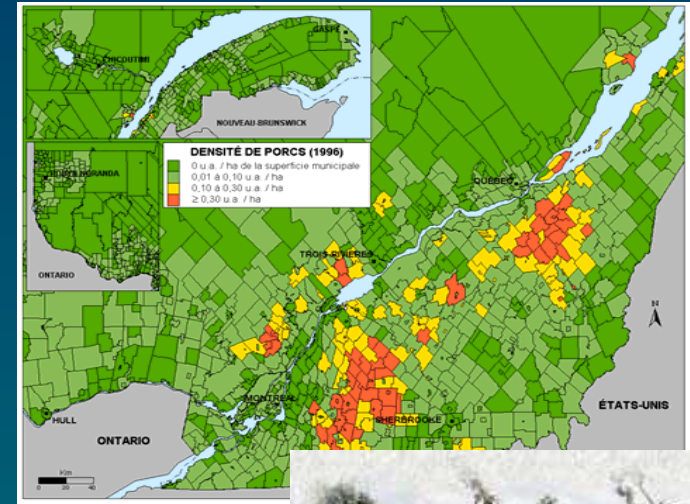 GASPÉ
CHICOUTIMI
NOUVEAU-BRUNSWICK
DENSITÉ DE PORCS (1996)
0 u.a. / ha de la superficie municipale
0,01 à 0,10 u.a. / ha
0,10 à 0,30 u.a. / ha
≥ 0,30 u.a. / ha
ROUYN-NORANDA
QUÉBEC
TROIS-RIVIÈRES
ONTARIO
N
MONTRÉAL
ÉTATS-UNIS
HULL
SHERBROOKE
ONTARIO
Km
0 20 40